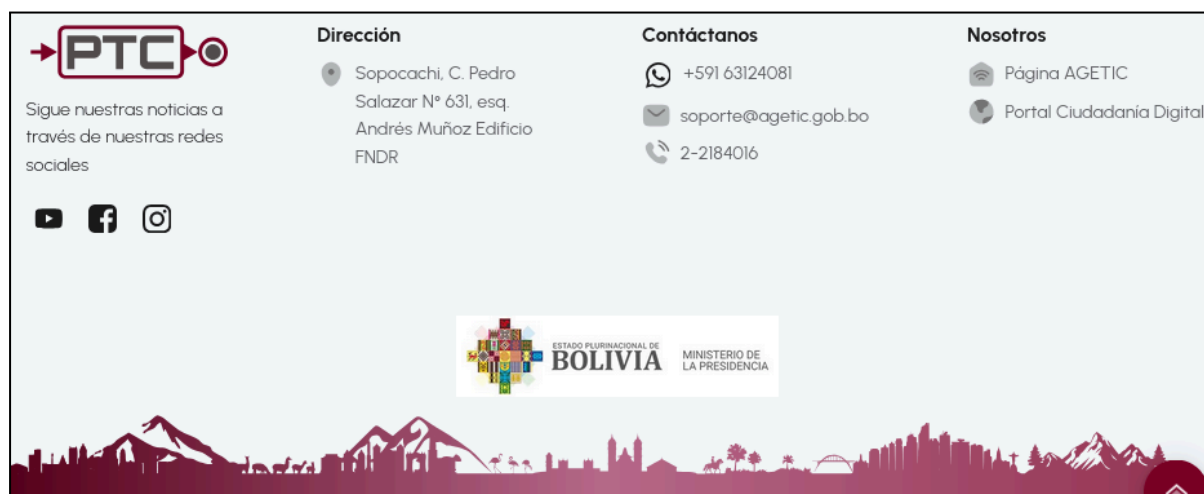 PTC
Sigue nuestras noticias a
través de nuestras redes
sociales
Dirección
Sopocachi, C. Pedro
Salazar N° 631, esq.
Andrés Muñoz Edificio
FNDR
Contáctanos
+591 63124081
soporte@agetic.gob.bo
2-2184016
Nosotros
Página AGETIC
Portal Ciudadanía Digital
ESTADO PLURINACIONAL DE
BOLIVIA
MINISTERIO DE
LA PRESIDENCIA